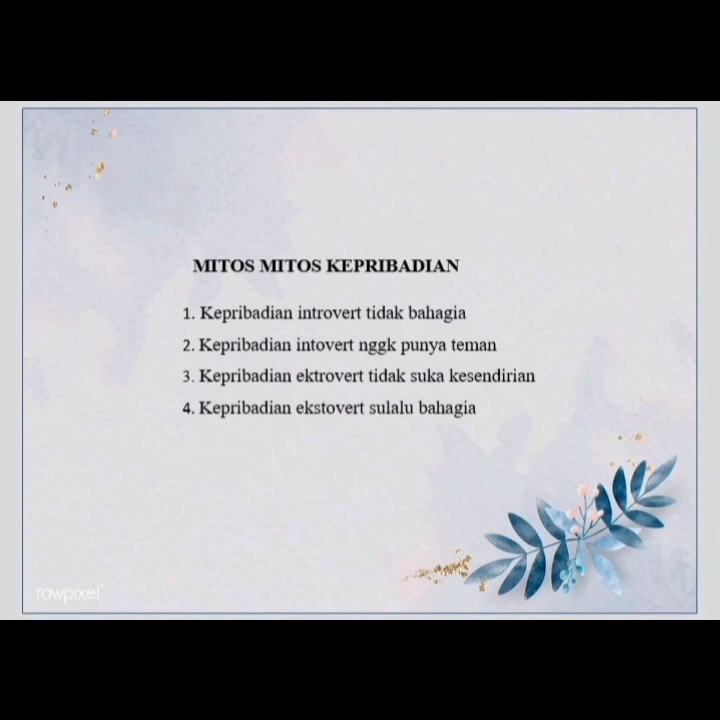 MITOS MITOS KEPRIBADIAN
1. Kepribadian introvert tidak bahagia
2. Kepribadian intovert nggk punya teman
3. Kepribadian ektrovert tidak suka kesendirian
4. Kepribadian ekstovert sulalu bahagia
rawpixel